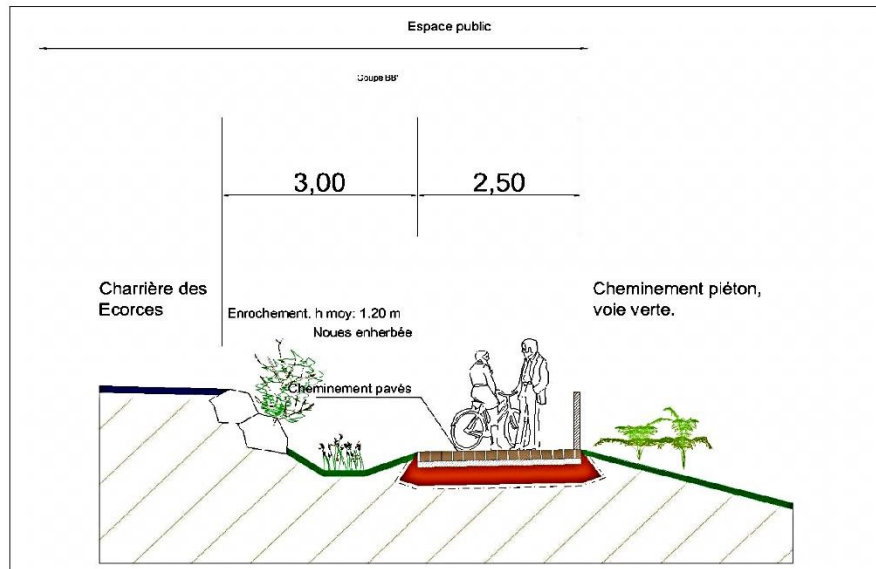 Espace public
Coupe BB'
3,00
2,50
Charrière des
Ecorces
Cheminement piéton,
voie verte.
Enrochement, h moy: 1.20 m
Noues enherbée
Cheminement pavés